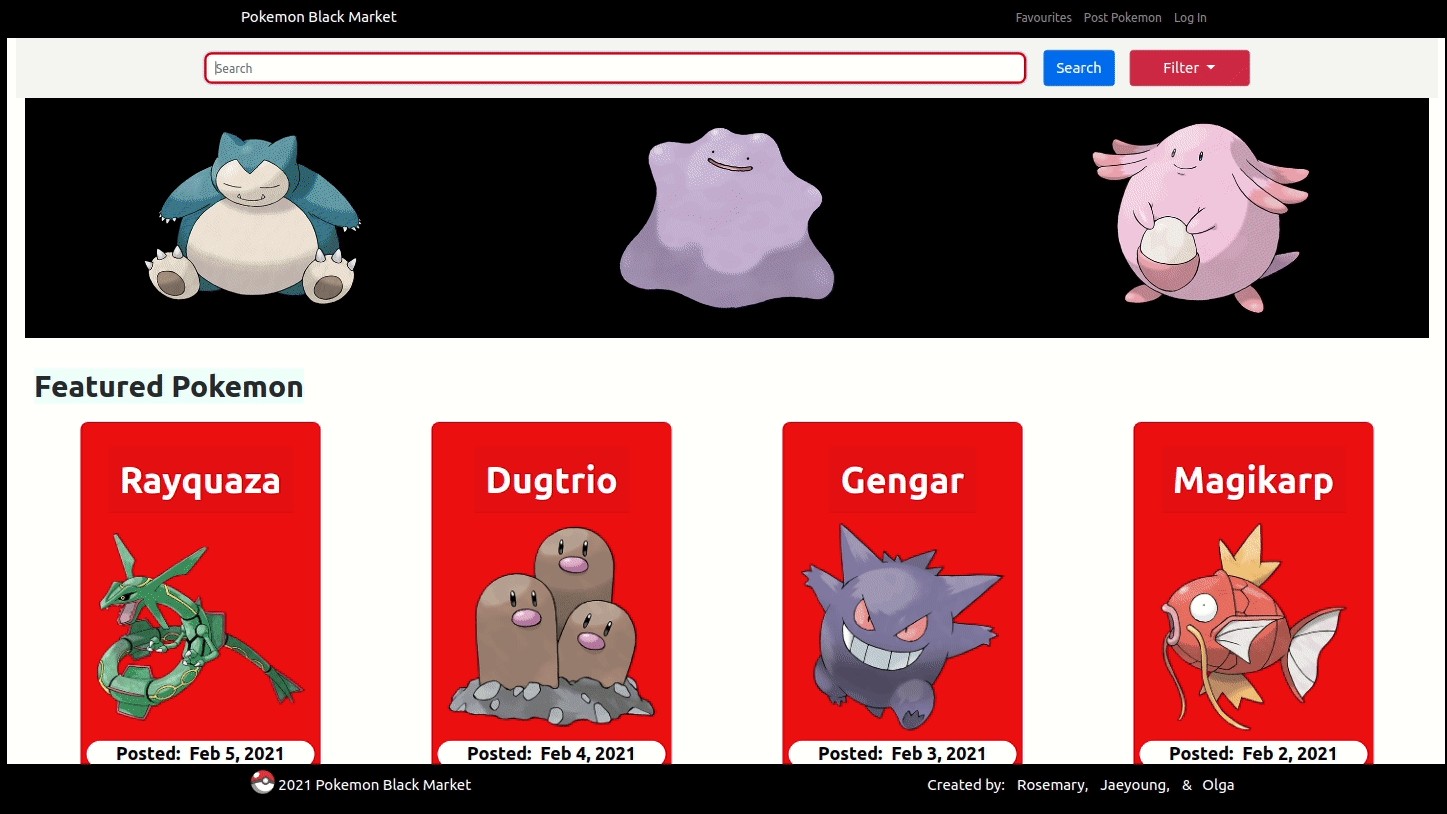 Pokemon Black Market Favourites Post Pokemon Log In
Search Search Filter
Featured Pokemon
Rayquaza Dugtrio Gengar Magikarp
Posted: Feb 5, 2021 Posted: Feb 4, 2021 Posted: Feb 3, 2021 Posted: Feb 2, 2021
2021 Pokemon Black Market Created by: Rosemary, Jaeyoung, & Olga